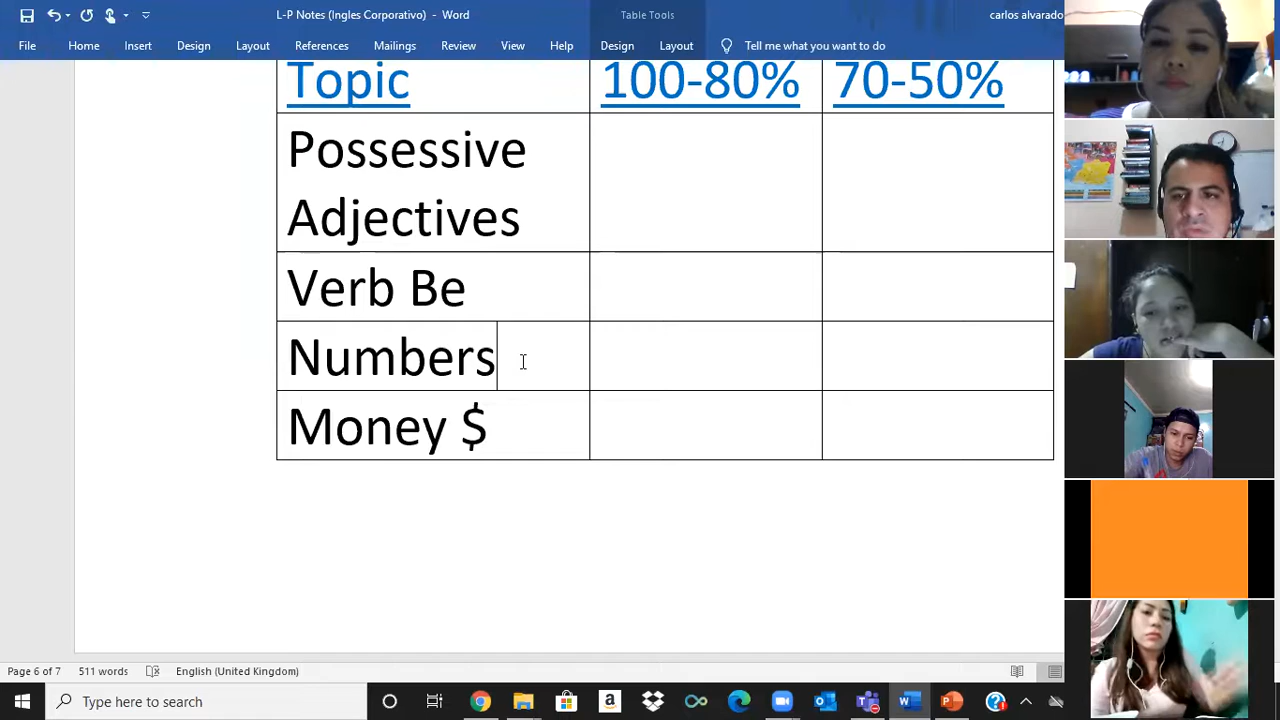 L-P Notes (Ingles Corporativo) - Word
Table Tools
carlos alvarado
File Home Insert Design Layout References Mailings Review View Help Design Layout Tell me what you want to do
Topic 100-80% 70-50%
Possessive
Adjectives
Verb Be
Numbers
Money $
Page 6 of 7 511 words English (United Kingdom)
Type here to search